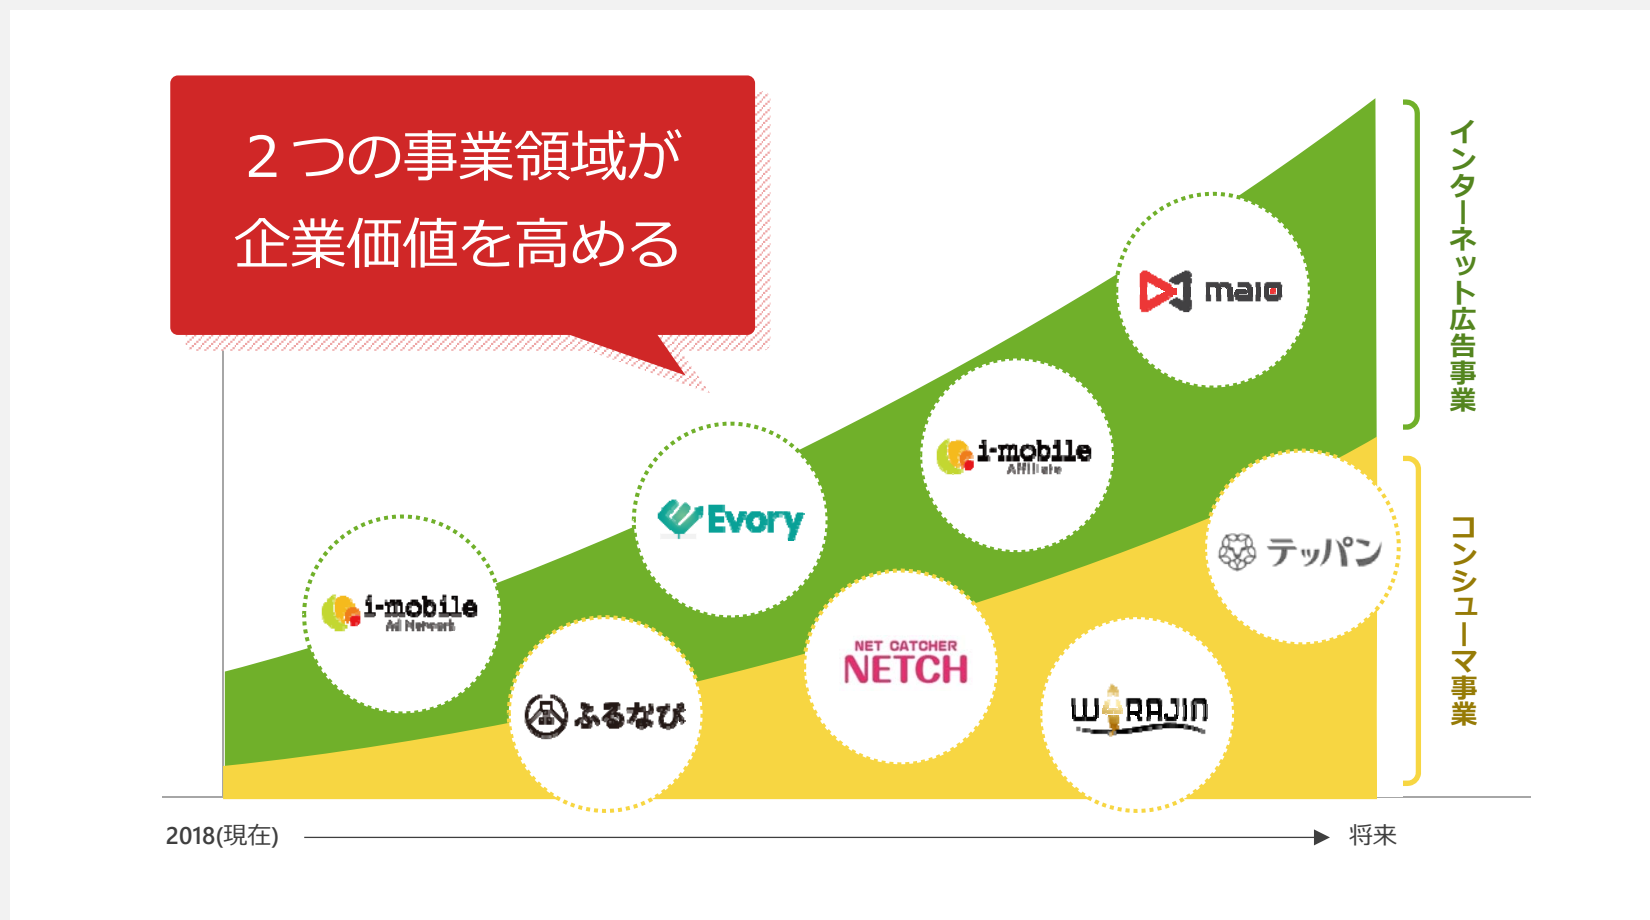 ２つの事業領域が
企業価値を高める
インターネット広告事業
maio
i-mobile
Affiliate
Evory
テッパン
i-mobile
Ad Network
NET CATCHER
NETCH
ふるなび
WARAJIN
コンシューマ事業
2018(現在)
将来